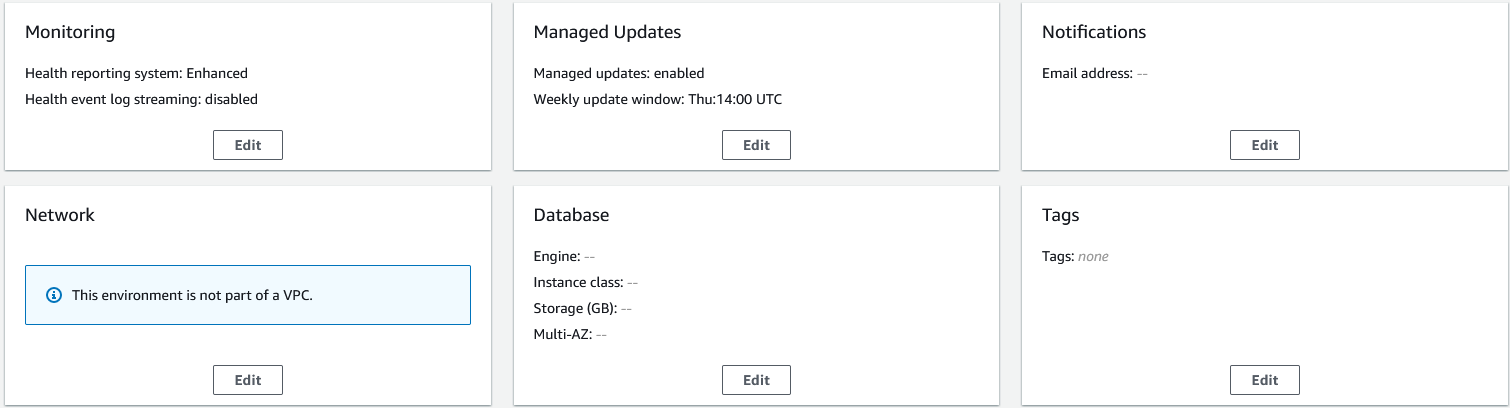 Monitoring
Health reporting system: Enhanced
Health event log streaming: disabled
Edit
Managed Updates
Managed updates: enabled
Weekly update window: Thu:14:00 UTC
Edit
Notifications
Email address: --
Edit
Network
This environment is not part of a VPC.
Edit
Database
Engine: --
Instance class: --
Storage (GB): --
Multi-AZ: --
Edit
Tags
Tags: none
Edit